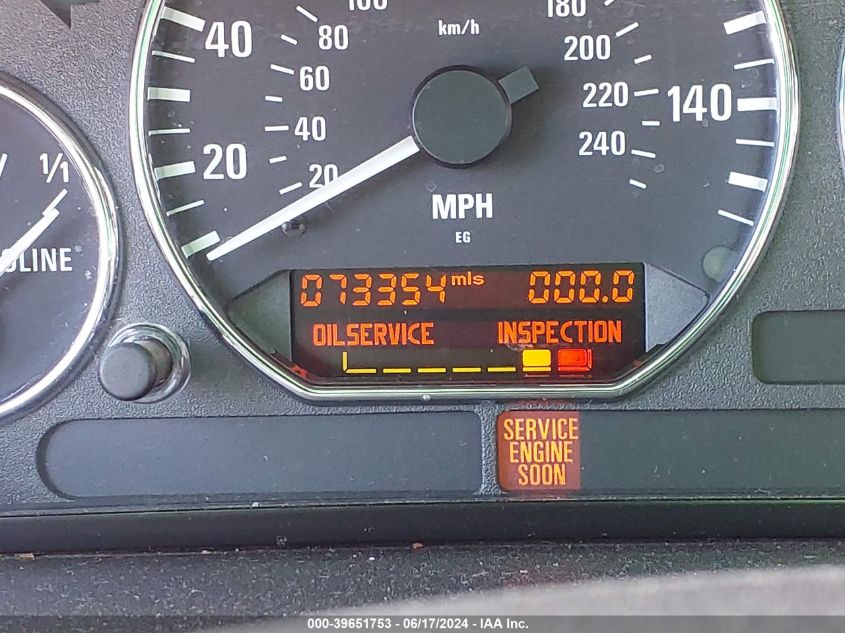 100
180
km/h
40
80
200
60
220
140
40
240
20
20
1/1
MPH
EG
073354 mls 000.0
OILSERVICE INSPECTION
SERVICE
ENGINE
SOON
000-39651753 - 06/17/2024 - IAA Inc.